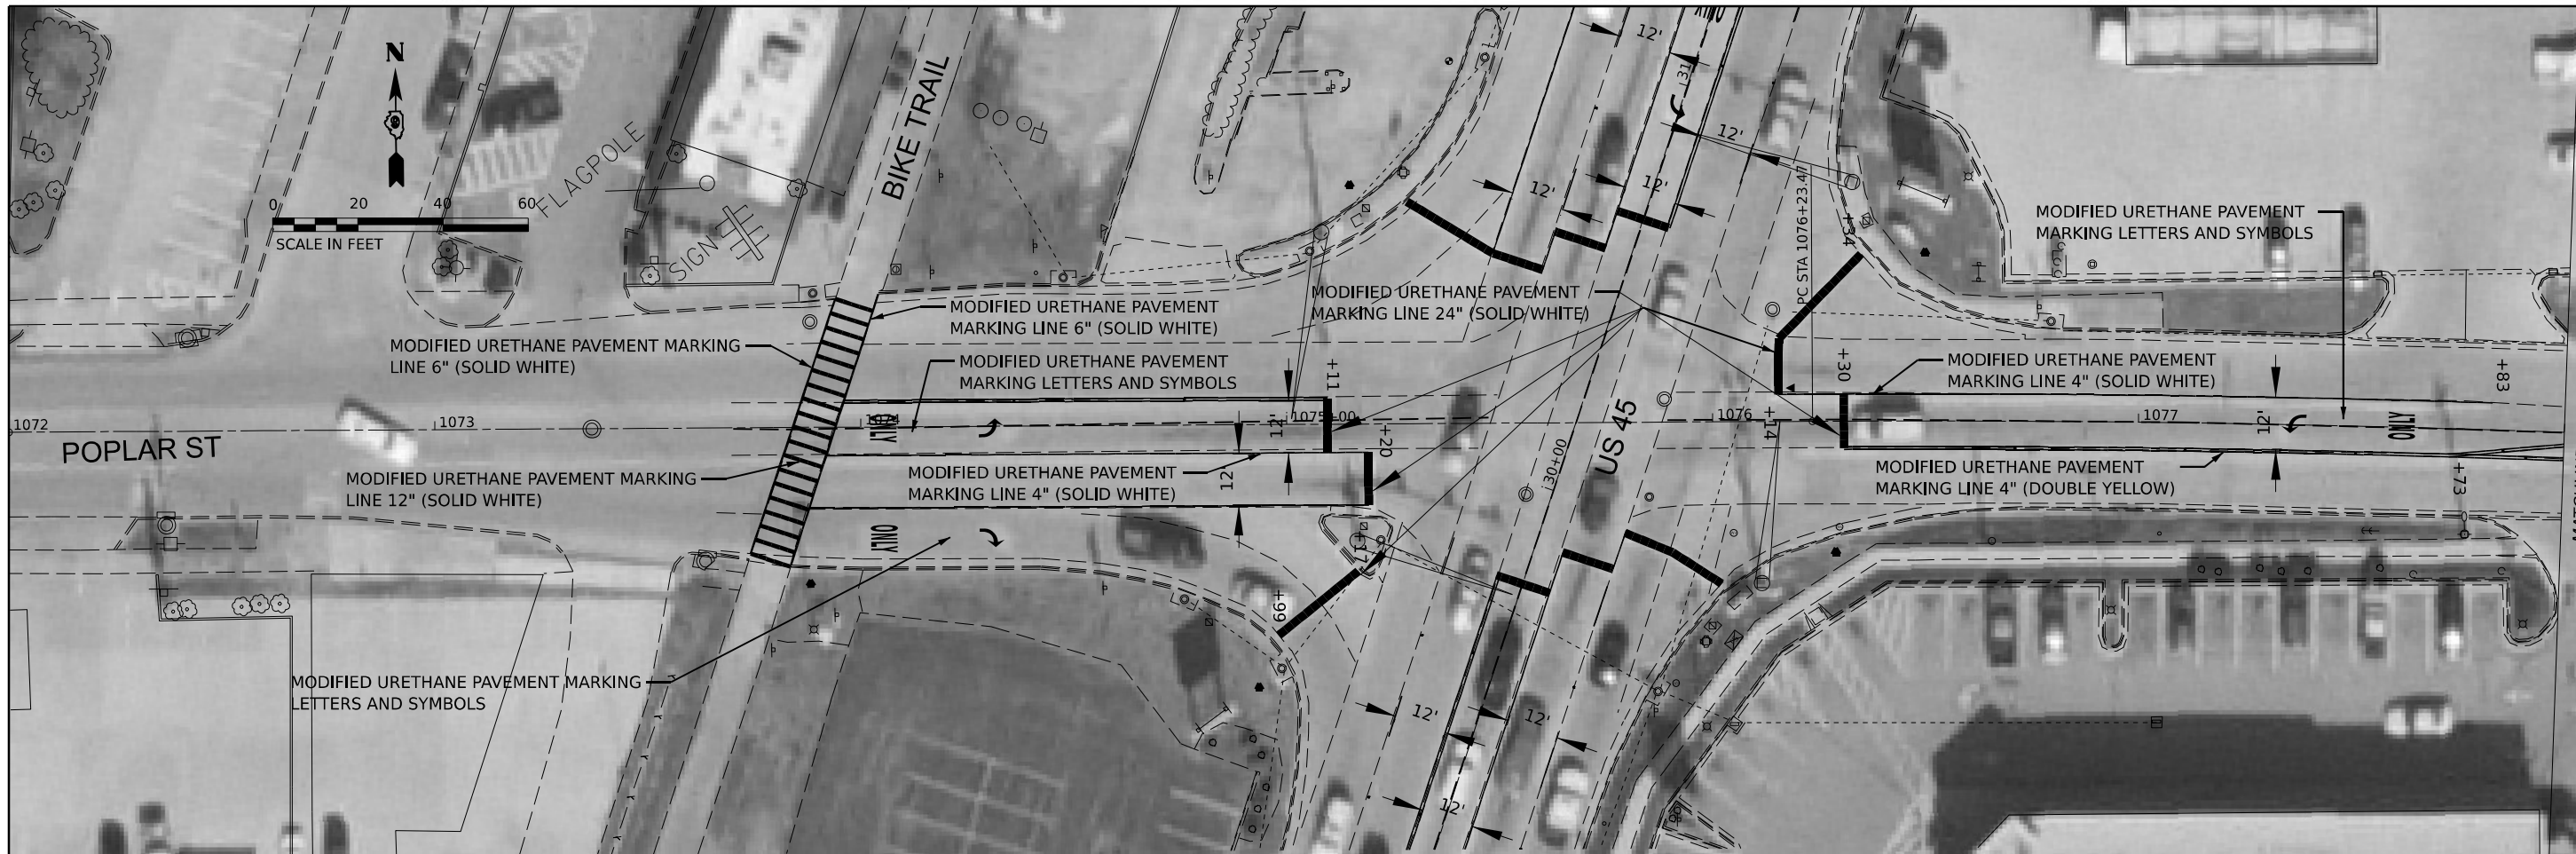 N
0 20 40 60
SCALE IN FEET
FLAGPOLE
SIGN
BIKE TRAIL
MODIFIED URETHANE PAVEMENT
MARKING LINE 6" (SOLID WHITE)
MODIFIED URETHANE PAVEMENT MARKING
LINE 6" (SOLID WHITE)
MODIFIED URETHANE PAVEMENT
MARKING LETTERS AND SYMBOLS
MODIFIED URETHANE PAVEMENT
MARKING LINE 24" (SOLID WHITE)
MODIFIED URETHANE PAVEMENT
MARKING LETTERS AND SYMBOLS
PC STA 1076+23.47
+34
12'
12'
12'
12'
ONLY
+11
+30
+83
MODIFIED URETHANE PAVEMENT
MARKING LINE 4" (SOLID WHITE)
1072
1073
1074
1075+00
1076
1077
POPLAR ST
ONLY
12'
+20
+14
12'
ONLY
US 45
130+00
MODIFIED URETHANE PAVEMENT MARKING
LINE 12" (SOLID WHITE)
MODIFIED URETHANE PAVEMENT
MARKING LINE 4" (SOLID WHITE)
12'
MODIFIED URETHANE PAVEMENT
MARKING LINE 4" (DOUBLE YELLOW)
+73
ONLY
+99
MODIFIED URETHANE PAVEMENT MARKING
LETTERS AND SYMBOLS
12'
12'
12'